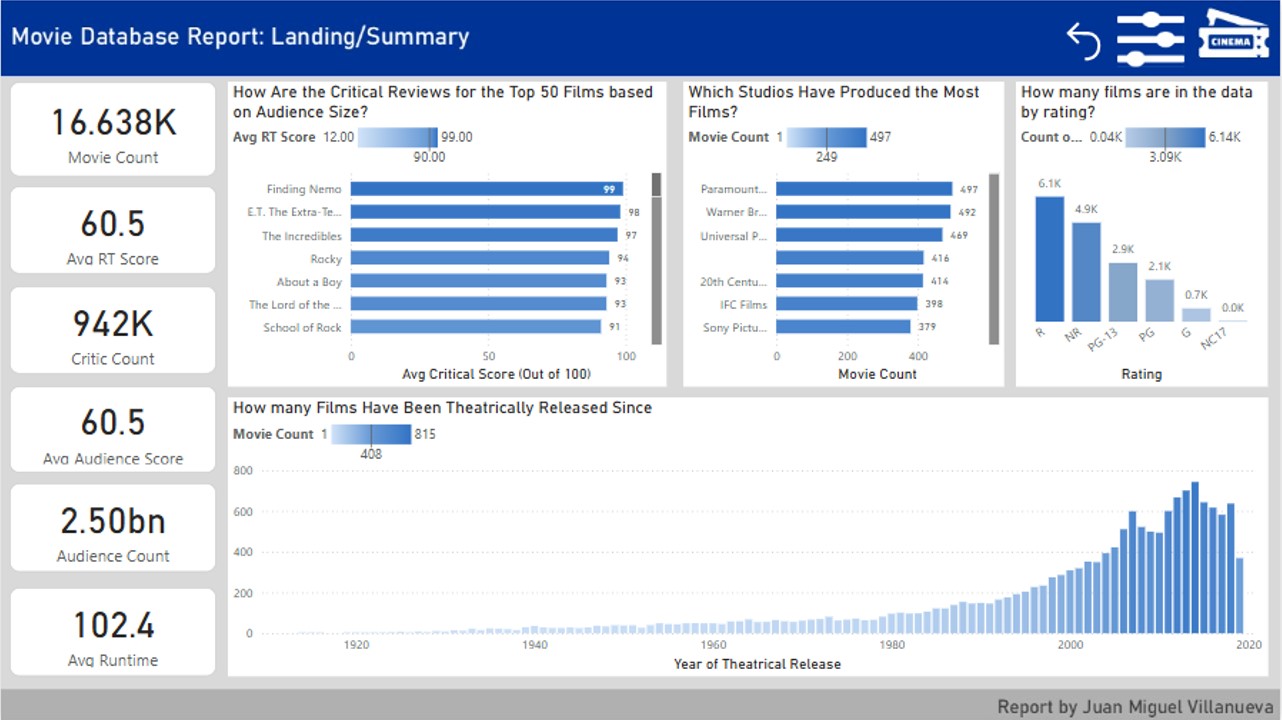 Movie Database Report: Landing/Summary
CINEMA
16.638K
Movie Count
60.5
Avg RT Score
942K
Critic Count
60.5
Avg Audience Score
2.50bn
Audience Count
102.4
Avg Runtime
How Are the Critical Reviews for the Top 50 Films based
on Audience Size?
Avg RT Score 12.00 99.00
90.00
Finding Nemo 99
E.T. The Extra-Te... 98
The Incredibles 97
Rocky 94
About a Boy 93
The Lord of the ... 93
School of Rock 91
0 50 100
Avg Critical Score (Out of 100)
Which Studios Have Produced the Most
Films?
Movie Count 1 497
249
Paramount... 497
Warner Br... 492
Universal P... 469
416
20th Centu... 414
IFC Films 398
Sony Pictu... 379
0 200 400
Movie Count
How many films are in the data
by rating?
Count o... 0.04K 6.14K
3.09K
6.1K
4.9K
2.9K
2.1K
0.7K
0.0K
R NR PG-13 PG G NC17
Rating
How many Films Have Been Theatrically Released Since
Movie Count 1 815
408
800
600
400
200
0
1920 1940 1960 1980 2000 2020
Year of Theatrical Release
Report by Juan Miguel Villanueva